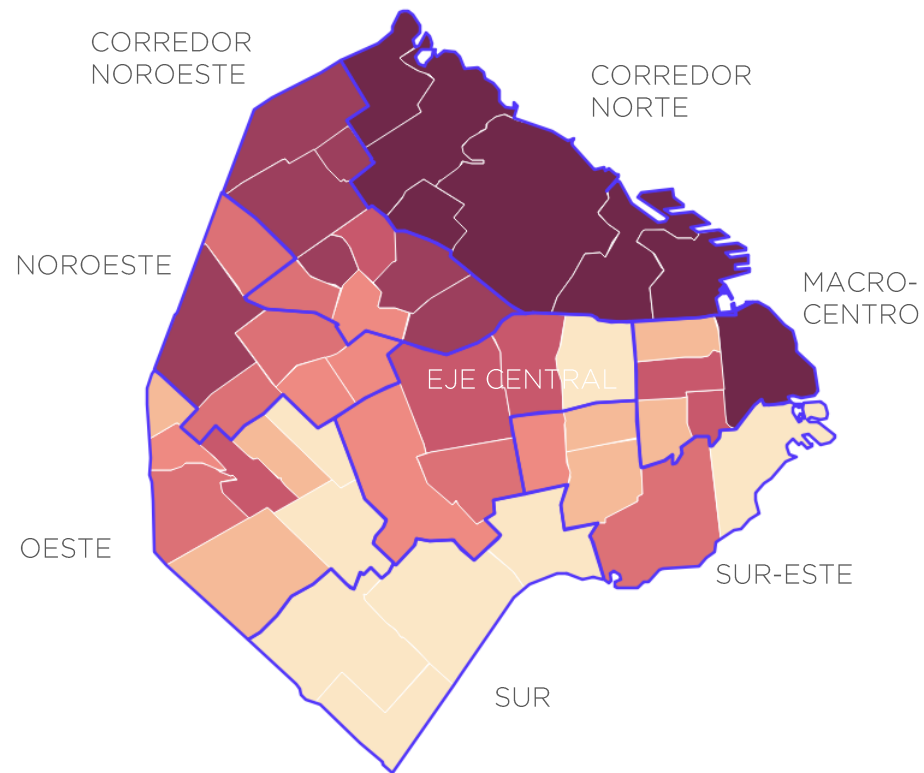 CORREDOR
NOROESTE
CORREDOR
NORTE
NOROESTE
MACRO-
CENTRO
EJE CENTRAL
OESTE
SUR-ESTE
SUR